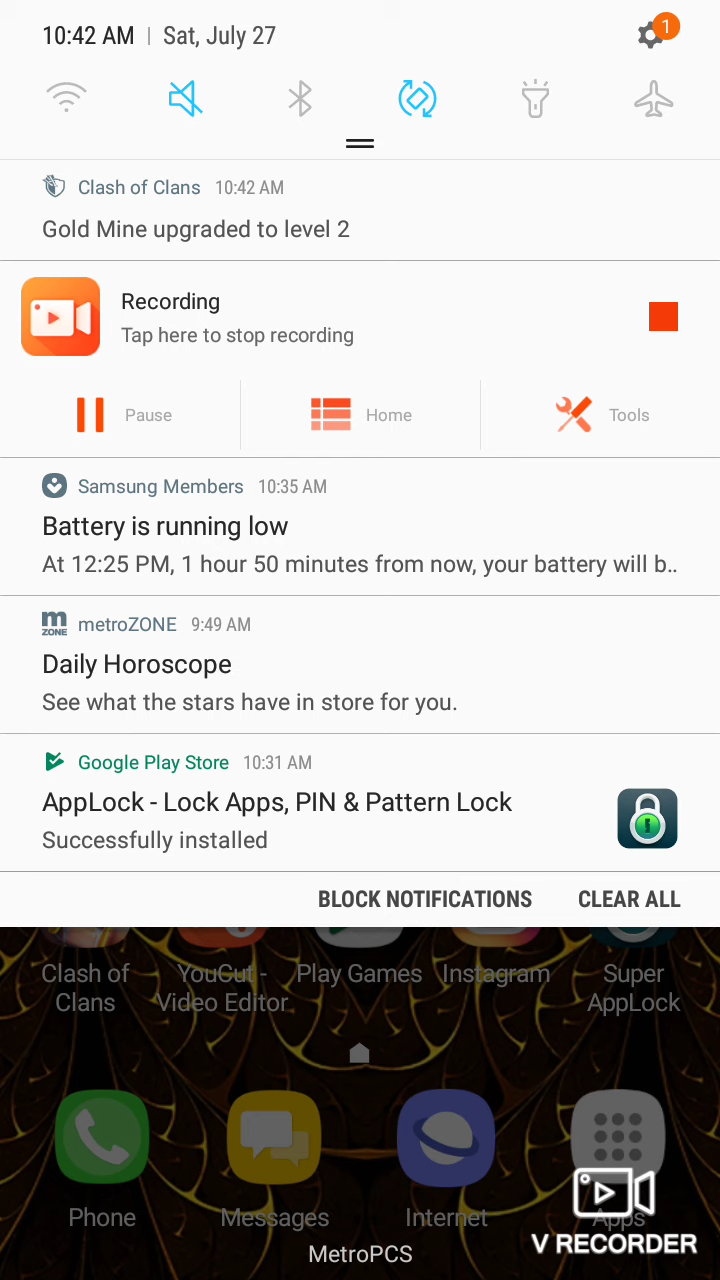 10:42 AM | Sat, July 27
1
Clash of Clans 10:42 AM
Gold Mine upgraded to level 2
Recording
Tap here to stop recording
Pause Home Tools
Samsung Members 10:35 AM
Battery is running low
At 12:25 PM, 1 hour 50 minutes from now, your battery will b..
m ZONE metroZONE 9:49 AM
Daily Horoscope
See what the stars have in store for you.
Google Play Store 10:31 AM
AppLock - Lock Apps, PIN & Pattern Lock
Successfully installed
BLOCK NOTIFICATIONS CLEAR ALL
Clash of Clans
YouCut - Video Editor
Play Games
Instagram
Super AppLock
Phone Messages Internet Apps
V RECORDER
MetroPCS